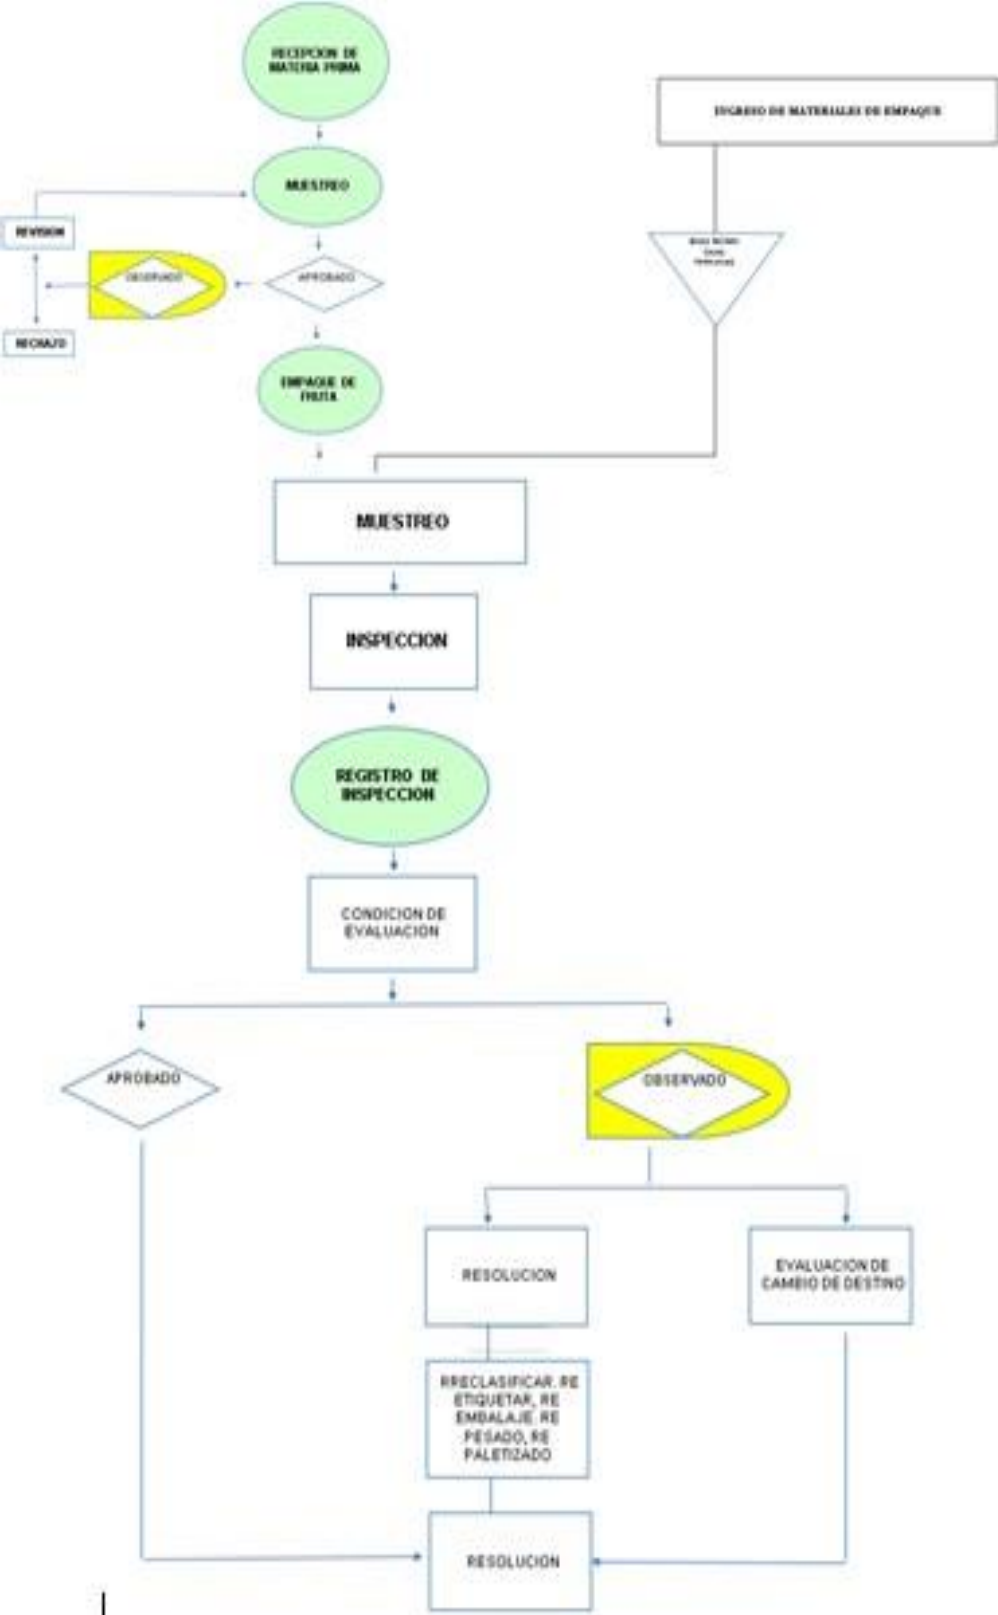 RECEPCION DE
MATERIA PRIMA
INGRESO DE MATERIALES DE EMPAQUE
MUESTREO
REVISION
OBSERVADO
APROBADO
RECHAZO
EMPAQUE DE
FRUTA
MUESTREO
INSPECCION
REGISTRO DE
INSPECCION
CONDICION DE
EVALUACION
APROBADO
OBSERVADO
RESOLUCION
EVALUACION DE
CAMBIO DE DESTINO
RRECLASIFICAR. RE
ETIQUETAR, RE
EMBALAJE. RE
PESADO, RE
PALETIZADO
RESOLUCION